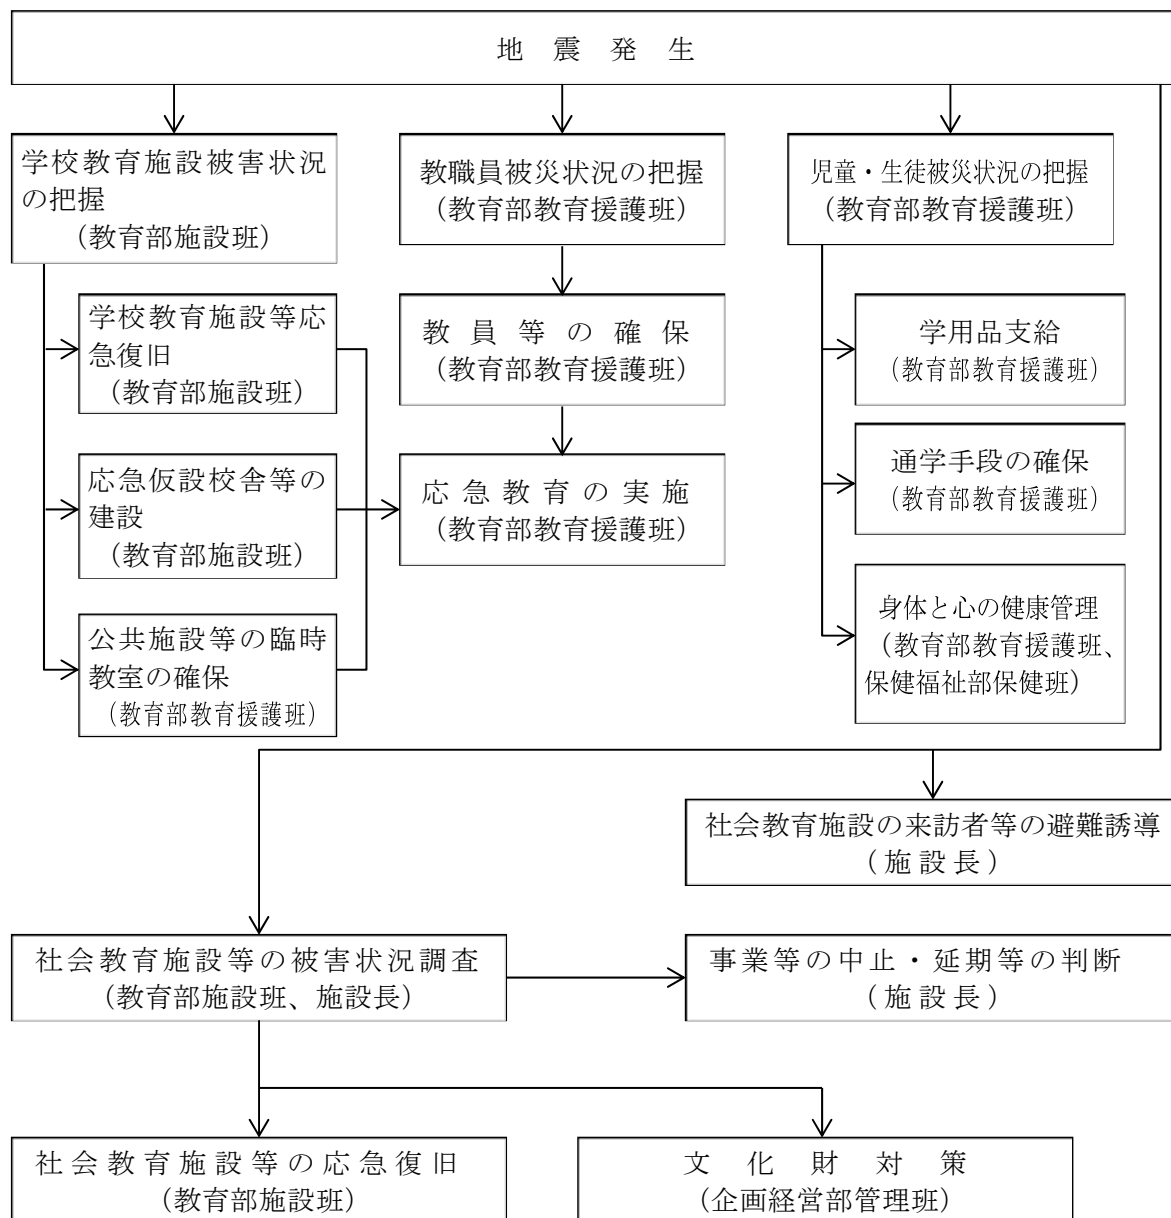 地震発生
学校教育施設被害状況
の把握
（教育部施設班）
教職員被災状況の把握
（教育部教育援護班）
児童・生徒被災状況の把握
（教育部教育援護班）
学校教育施設等応
急復旧
（教育部施設班）
教員等の確保
（教育部教育援護班）
学用品支給
（教育部教育援護班）
応急仮設校舎等の
建設
（教育部施設班）
応急教育の実施
（教育部教育援護班）
通学手段の確保
（教育部教育援護班）
公共施設等の臨時
教室の確保
（教育部教育援護班）
身体と心の健康管理
（教育部教育援護班、
保健福祉部保健班）
社会教育施設の来訪者等の避難誘導
（施設長）
社会教育施設等の被害状況調査
（教育部施設班、施設長）
事業等の中止・延期等の判断
（施設長）
社会教育施設等の応急復旧
（教育部施設班）
文化財対策
（企画経営部管理班）